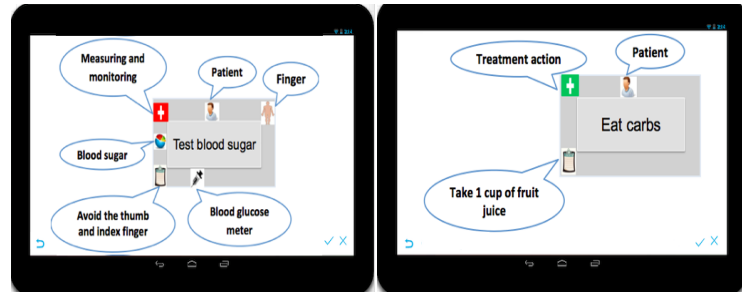 Measuring and
monitoring
Patient
Finger
Blood sugar
Test blood sugar
Avoid the thumb
and index finger
Blood glucose
meter
Treatment action
Patient
Eat carbs
Take 1 cup of fruit
juice